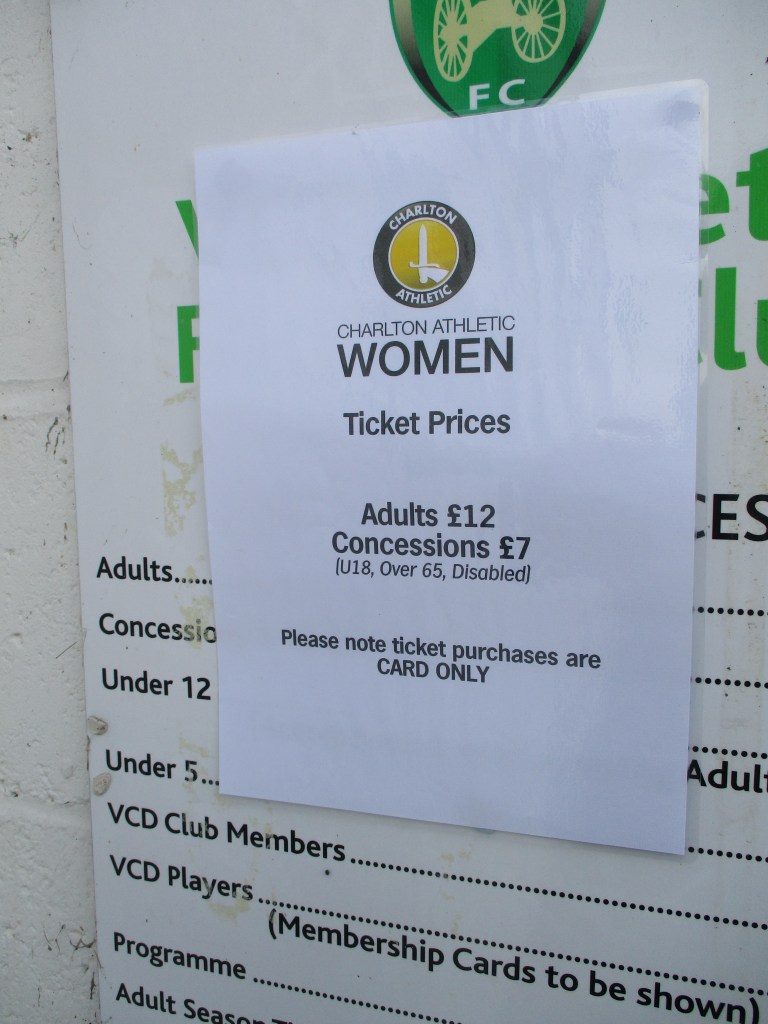 FC
CHARLTON
ATHLETIC
CHARLTON ATHLETIC
WOMEN
Ticket Prices
Adults £12
Concessions £7
(U18, Over 65, Disabled)
Please note ticket purchases are
CARD ONLY
Adults......
Under 12
Under 5...
VCD Club Members
VCD Players
(Membership Cards to be shown)
Programme
Adult